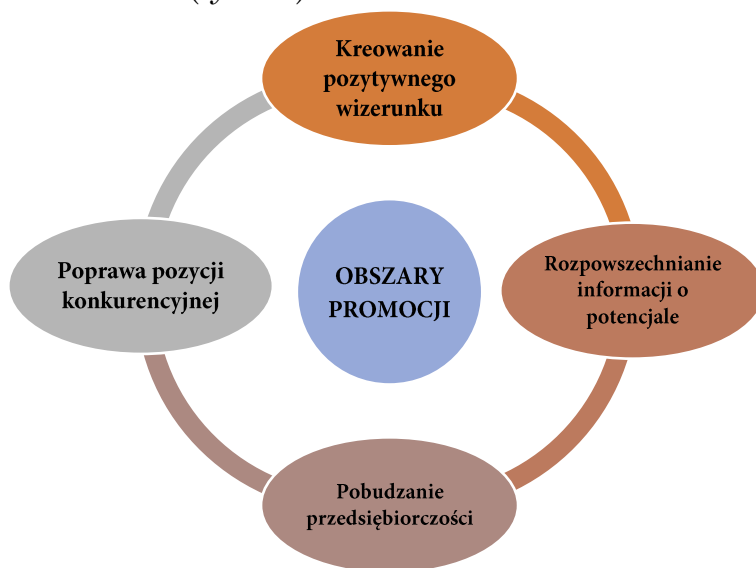 Kreowanie
pozytywnego
wizerunku
Rozpowszechnianie
informacji o
potencjale
Pobudzanie
przedsiębiorczości
Poprawa pozycji
konkurencyjnej
OBSZARY
PROMOCJI